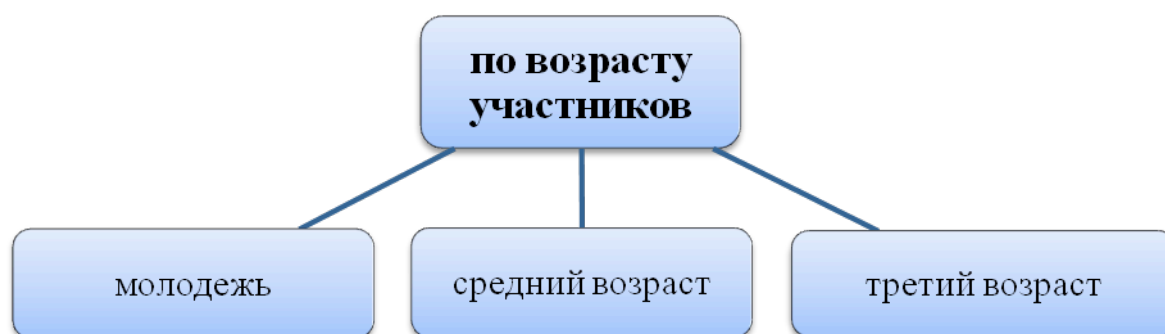 по возрасту
участников
молодежь
средний возраст
третий возраст